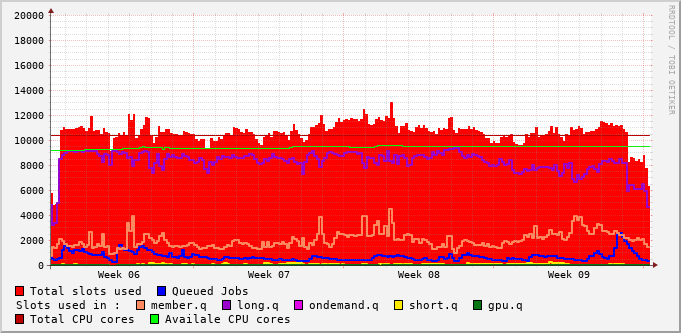 RRDTOOL / TOBI OETIKER
20000
18000
16000
14000
12000
10000
8000
6000
4000
2000
0
Week 06 Week 07 Week 08 Week 09
Total slots used Queued Jobs
Slots used in : member.q long.q ondemand.q short.q gpu.q
Total CPU cores Availale CPU cores